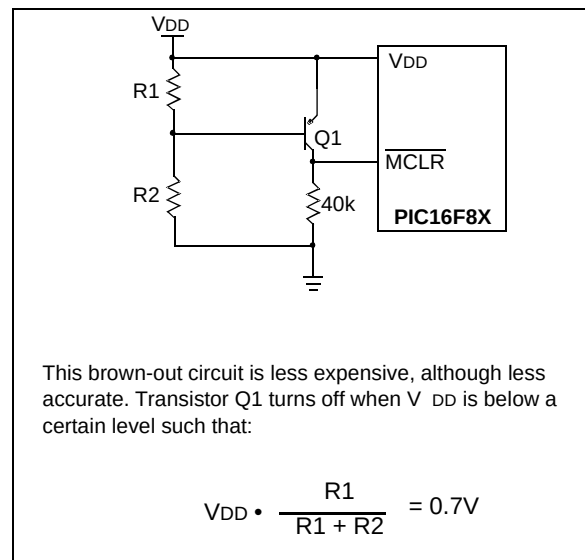 VDD
VDD
R1
Q1
MCLR
R2
40k
PIC16F8X
This brown-out circuit is less expensive, although less
accurate. Transistor Q1 turns off when V DD is below a
certain level such that:
R1
VDD • = 0.7V
R1 + R2